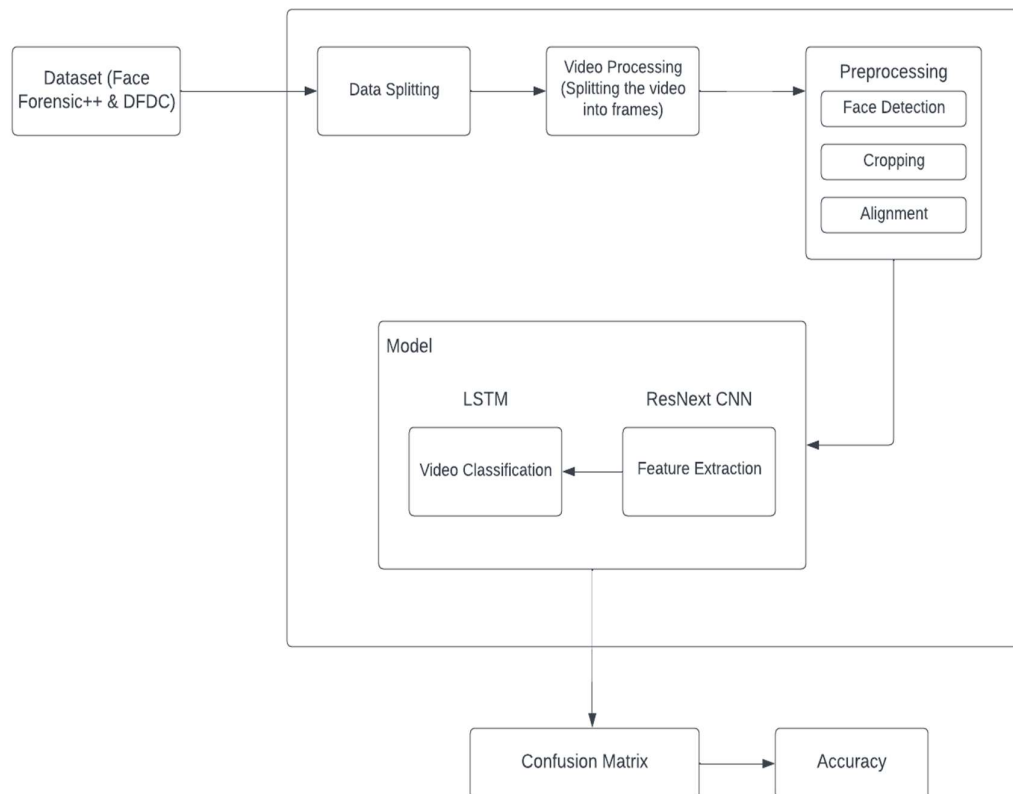 Dataset (Face
Forensic++ & DFDC)
Data Splitting
Video Processing
(Splitting the video
into frames)
Preprocessing
Face Detection
Cropping
Alignment
Model
LSTM
ResNext CNN
Video Classification
Feature Extraction
Confusion Matrix
Accuracy